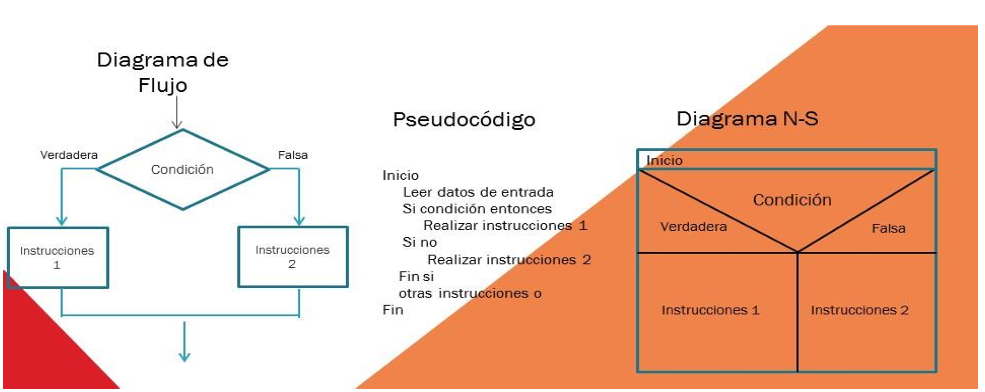 Diagrama de
Flujo
Verdadera
Falsa
Condición
Instrucciones
1
Instrucciones
2
Pseudocódigo
Inicio
Leer datos de entrada
Si condición entonces
Realizar instrucciones 1
Si no
Realizar instrucciones 2
Fin si
otras instrucciones o
Fin
Diagrama N-S
Inicio
Condición
Verdadera
Falsa
Instrucciones 1
Instrucciones 2